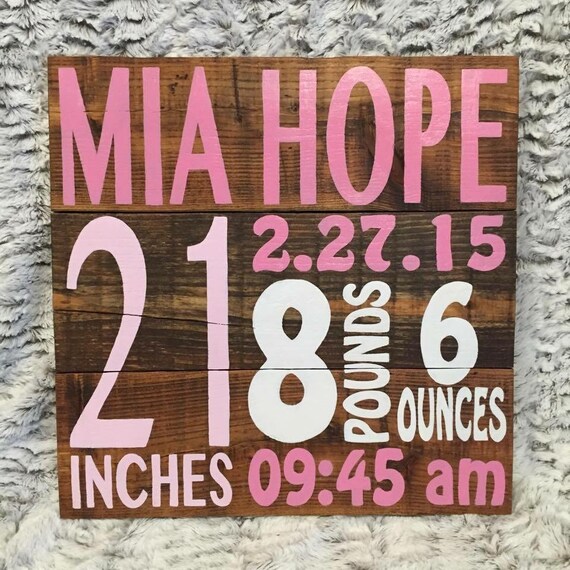 MIA HOPE
2.27.15
21
INCHES
8
POUNDS
6
OUNCES
09:45 am